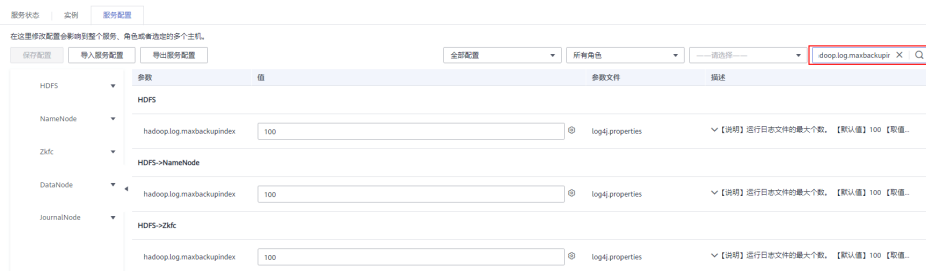 服务状态 实例 服务配置
在这里修改配置会影响到整个服务、角色或者选定的多个主机。
保存配置 导入服务配置 导出服务配置 全部配置 所有角色 ——请选择—— doop.log.maxbackupir
参数 值 参数文件 描述
HDFS
HDFS
NameNode
hadoop.log.maxbackupindex 100 log4j.properties 【说明】运行日志文件的最大个数。 【默认值】100 【取值...
Zkfc
HDFS->NameNode
DataNode
hadoop.log.maxbackupindex 100 log4j.properties 【说明】运行日志文件的最大个数。 【默认值】100 【取值...
JournalNode
HDFS->Zkfc
hadoop.log.maxbackupindex 100 log4j.properties 【说明】运行日志文件的最大个数。 【默认值】100 【取值...